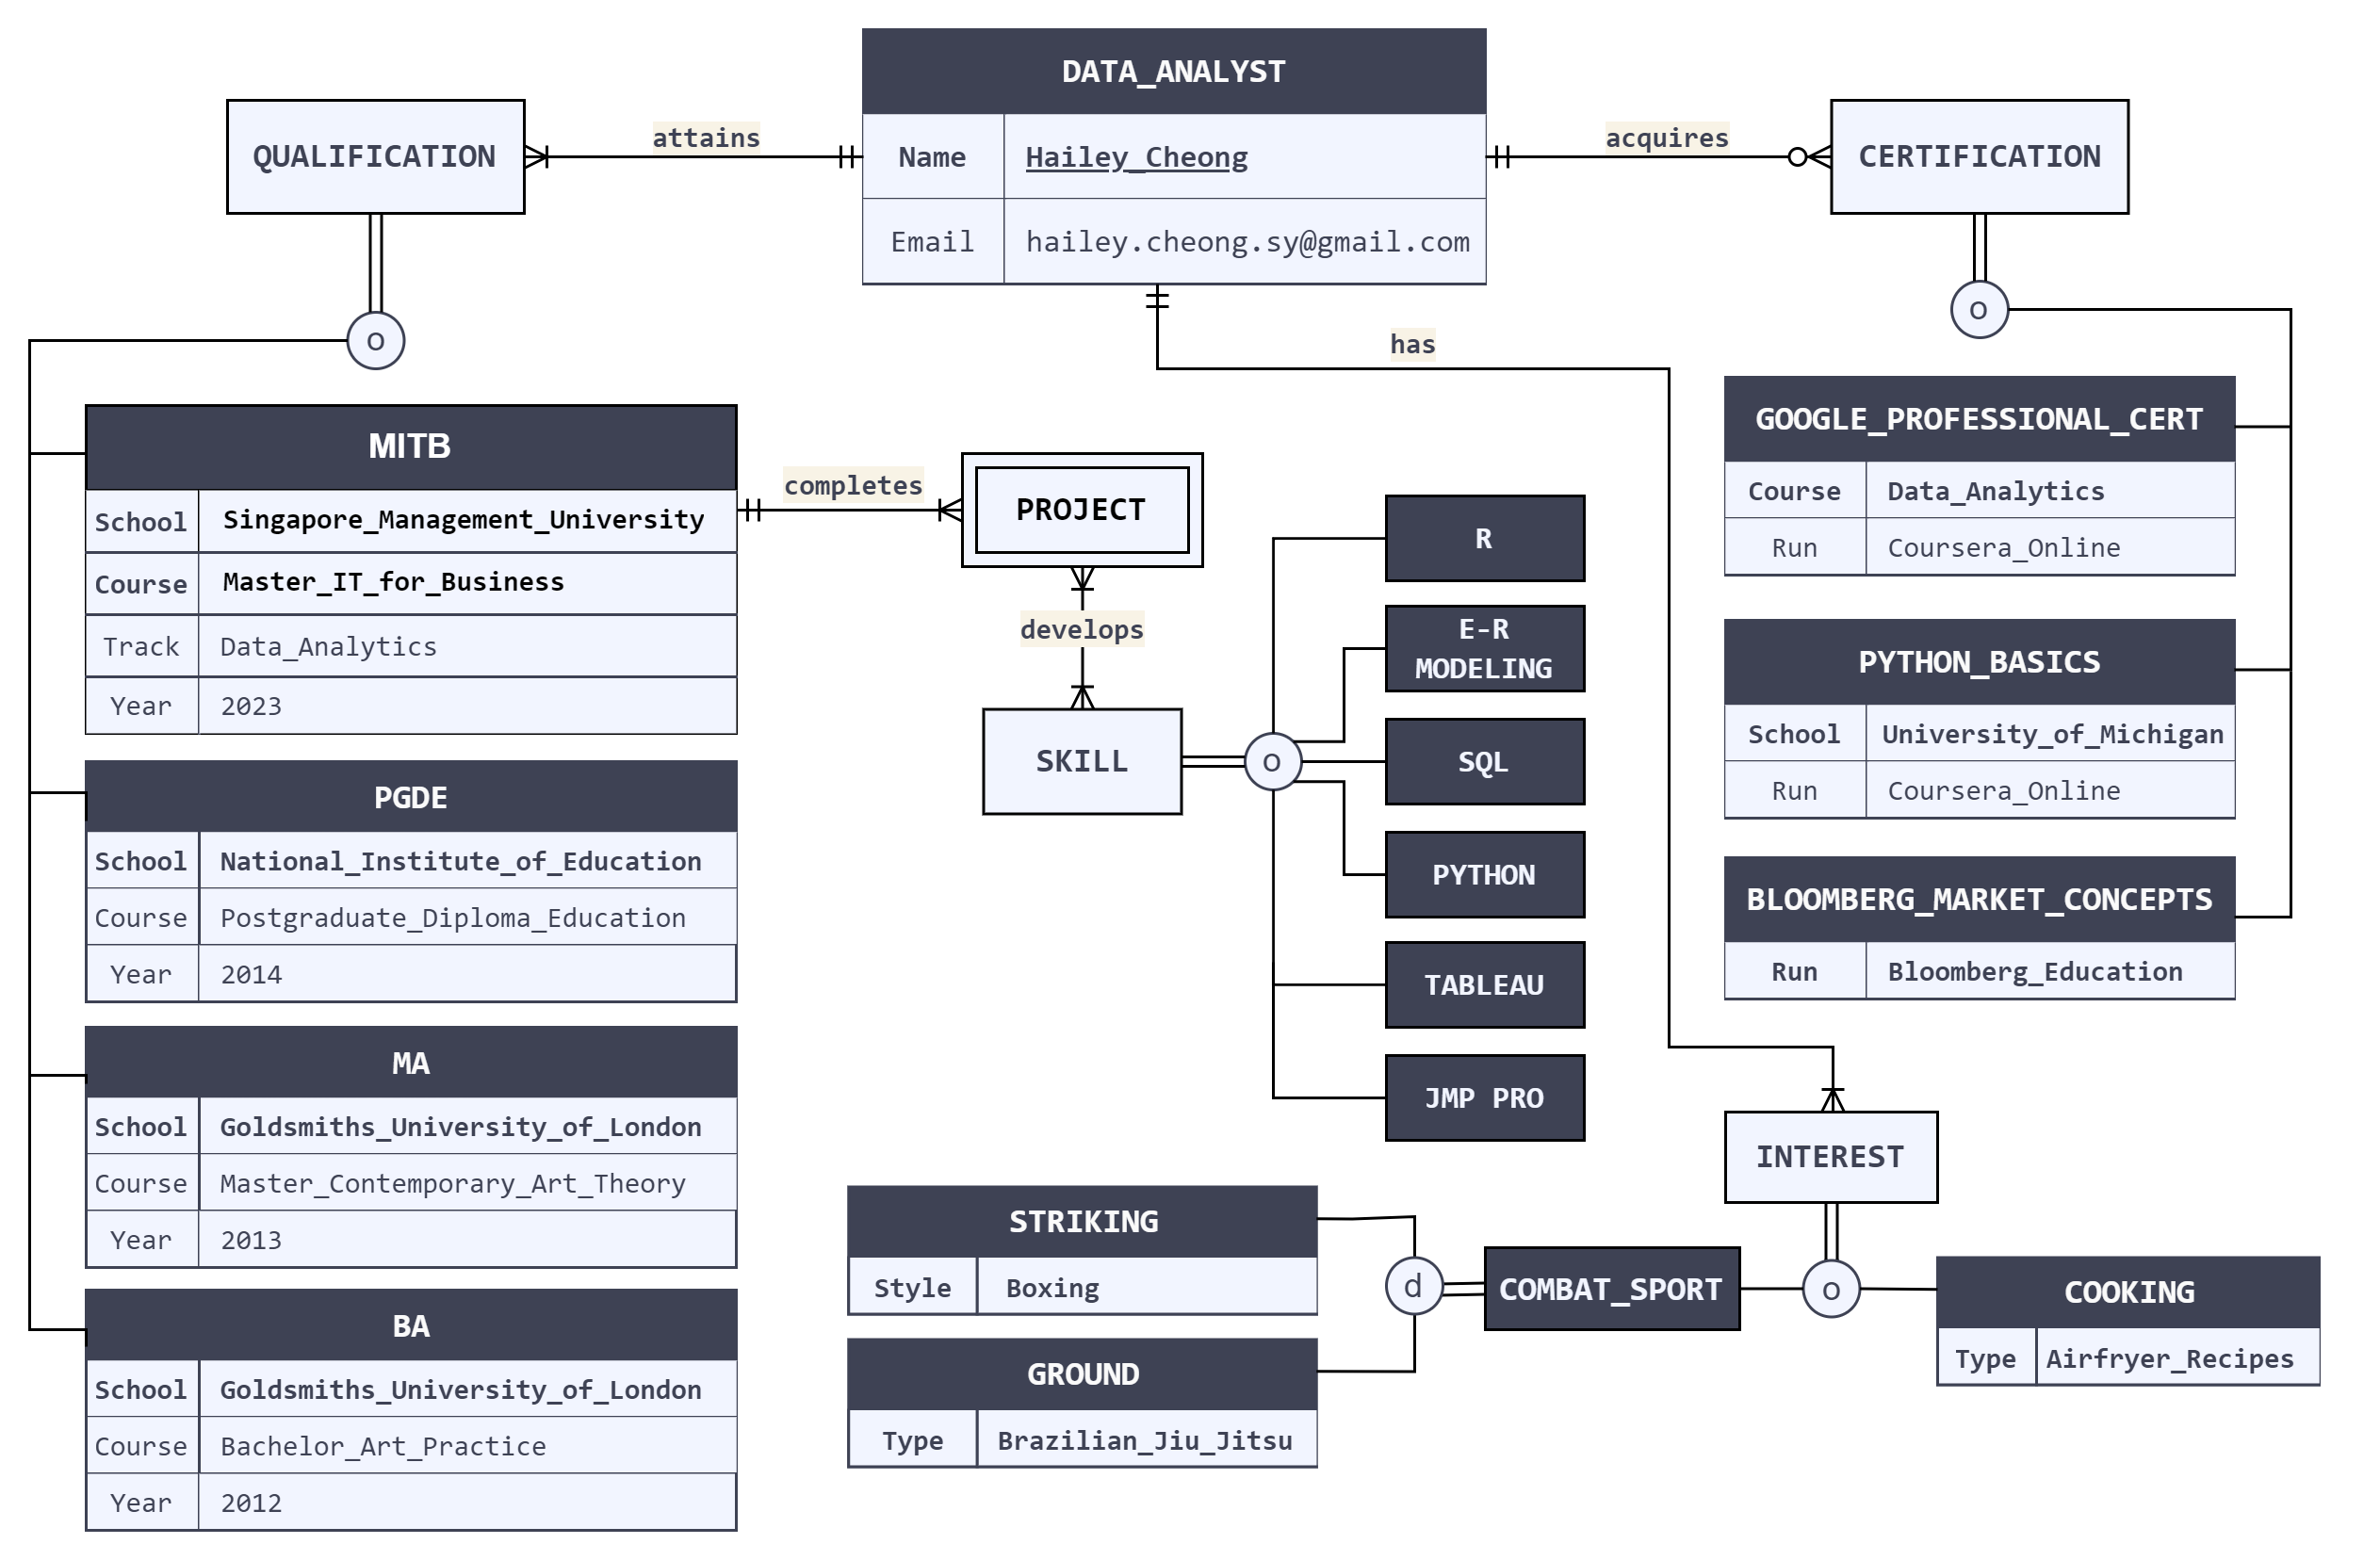 DATA_ANALYST
Name Hailey_Cheong
Email hailey.cheong.sy@gmail.com
QUALIFICATION
attains
acquires
CERTIFICATION
o
o
has
MITB
School Singapore_Management_University
Course Master_IT_for_Business
Track Data_Analytics
Year 2023
PGDE
School National_Institute_of_Education
Course Postgraduate_Diploma_Education
Year 2014
MA
School Goldsmiths_University_of_London
Course Master_Contemporary_Art_Theory
Year 2013
BA
School Goldsmiths_University_of_London
Course Bachelor_Art_Practice
Year 2012
completes
PROJECT
develops
SKILL
o
R
E-R
MODELING
SQL
PYTHON
TABLEAU
JMP PRO
GOOGLE_PROFESSIONAL_CERT
Course Data_Analytics
Run Coursera_Online
PYTHON_BASICS
School University_of_Michigan
Run Coursera_Online
BLOOMBERG_MARKET_CONCEPTS
Run Bloomberg_Education
INTEREST
STRIKING
Style Boxing
GROUND
Type Brazilian_Jiu_Jitsu
d
COMBAT_SPORT
o
COOKING
Type Airfryer_Recipes